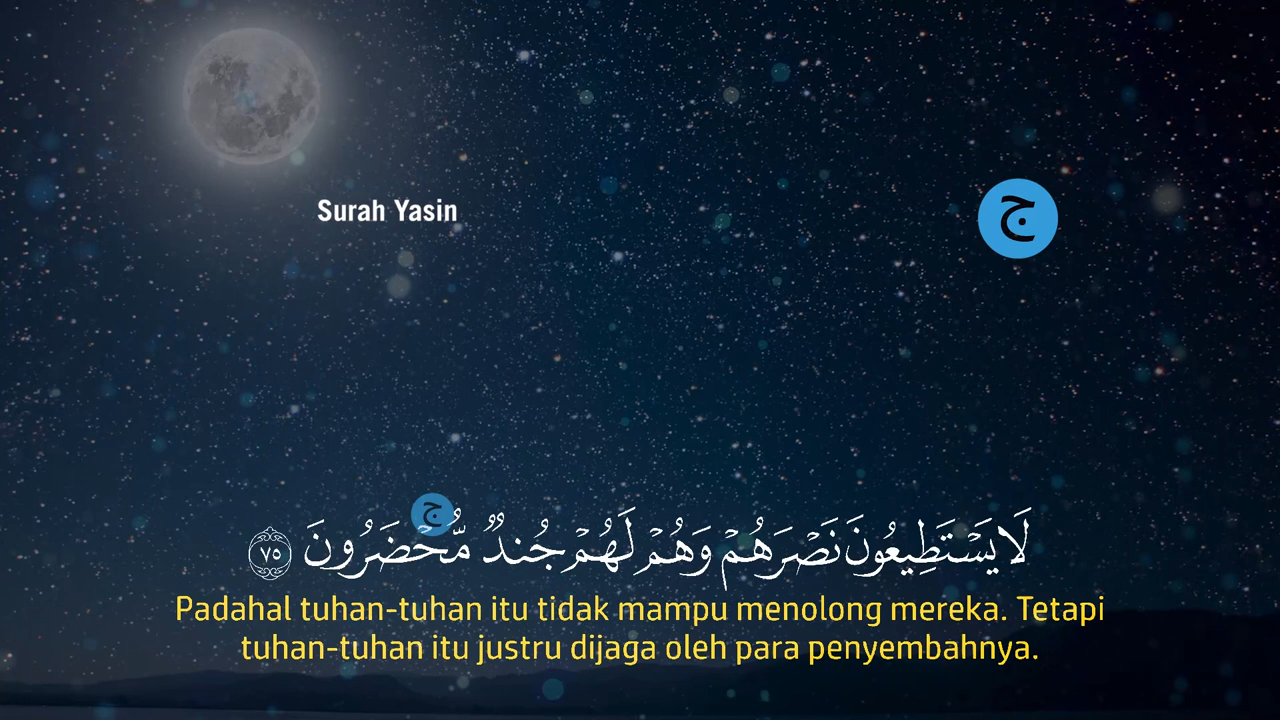 Surah Yasin
ج
ج
لَا يَسْتَطِيعُونَ نَصْرَهُمْ وَهُمْ لَهُمْ جُندٌ مُّحْضَرُونَ ٧٥
Padahal tuhan-tuhan itu tidak mampu menolong mereka. Tetapi
tuhan-tuhan itu justru dijaga oleh para penyembahnya.